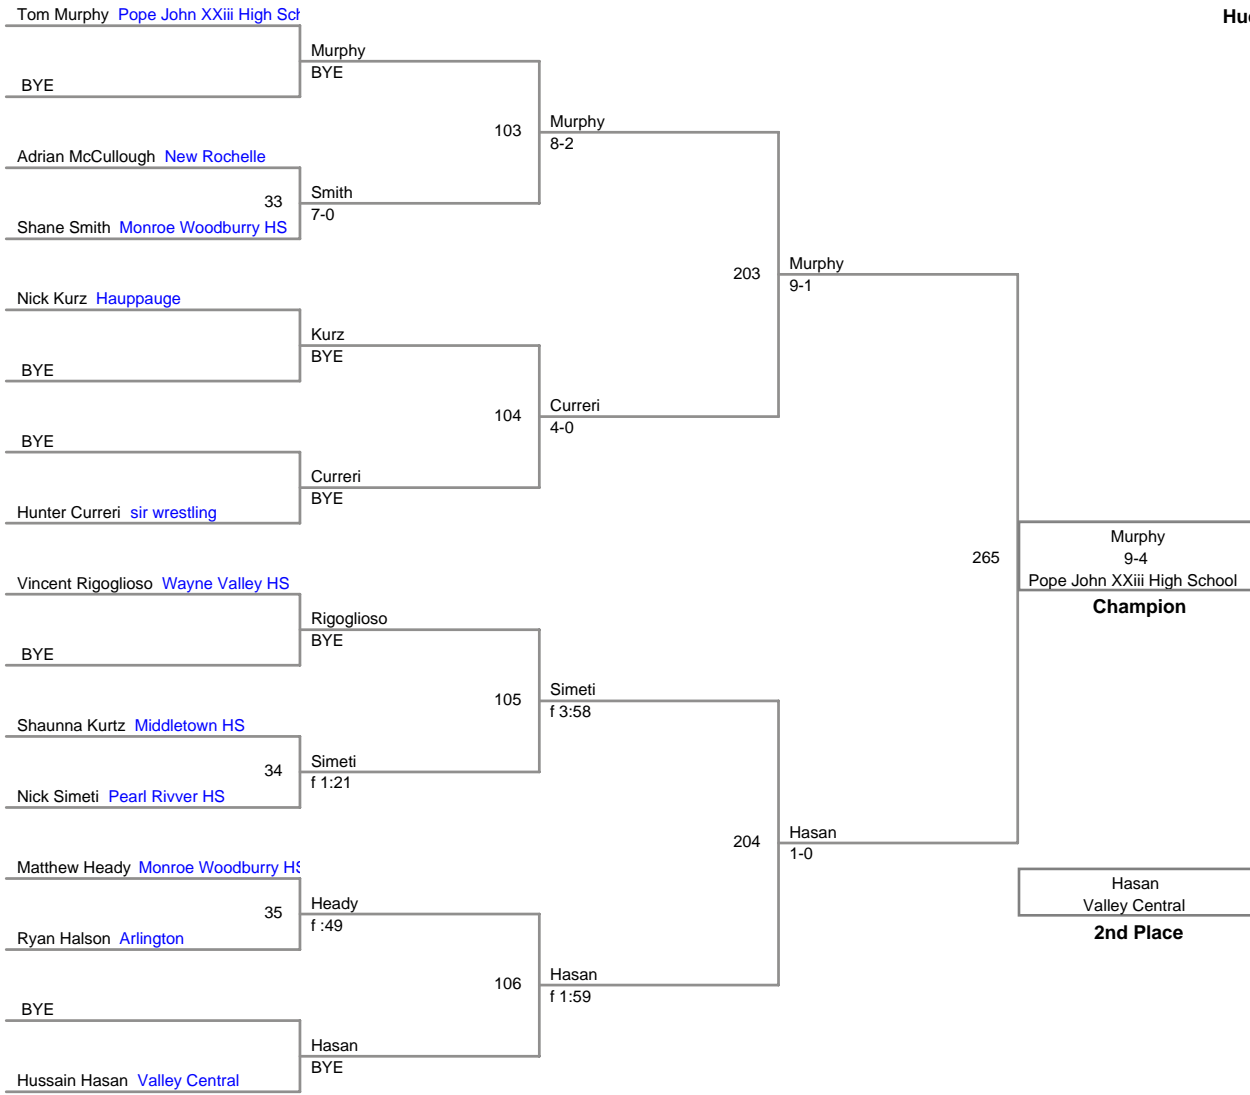 Tom Murphy Pope John XXiii High Sch
Hud
Murphy
BYE
BYE
103
Murphy
8-2
Adrian McCullough New Rochelle
33
Smith
7-0
Shane Smith Monroe Woodburry HS
203
Murphy
9-1
Nick Kurz Hauppauge
Kurz
BYE
BYE
104
Curreri
4-0
BYE
Curreri
BYE
Hunter Curreri sir wrestling
265
Murphy
9-4
Pope John XXiii High School
Champion
Vincent Rigoglioso Wayne Valley HS
Rigoglioso
BYE
BYE
105
Simeti
f 3:58
Shaunna Kurtz Middletown HS
34
Simeti
f 1:21
Nick Simeti Pearl Rivver HS
204
Hasan
1-0
Matthew Heady Monroe Woodburry HS
35
Heady
f :49
Ryan Halson Arlington
106
Hasan
f 1:59
BYE
Hasan
BYE
Hussain Hasan Valley Central
Hasan
Valley Central
2nd Place